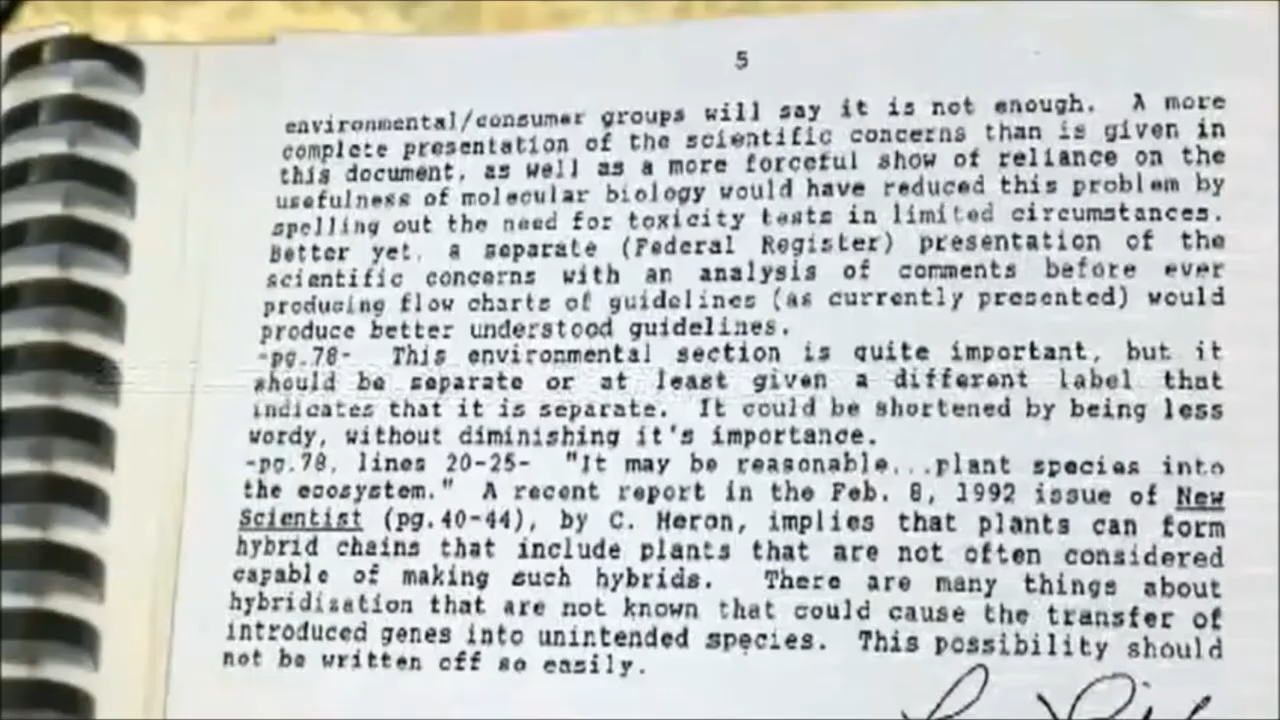 5
environmental/consumer groups will say it is not enough. A more
complete presentation of the scientific concerns than is given in
this document, as well as a more forceful show of reliance on the
usefulness of molecular biology would have reduced this problem by
spelling out the need for toxicity tests in limited circumstances.
Better yet, a separate (Federal Register) presentation of the
scientific concerns with an analysis of comments before ever
producing flow charts of guidelines (as currently presented) would
produce better understood guidelines.
-pg.78- This environmental section is quite important, but it
should be separate or at least given a different label that
indicates that it is separate. It could be shortened by being less
wordy, without diminishing it's importance.
-pg.78, lines 20-25- "It may be reasonable...plant species into
the ecosystem." A recent report in the Feb. 8, 1992 issue of New
Scientist (pg.40-44), by C. Heron, implies that plants can form
hybrid chains that include plants that are not often considered
capable of making such hybrids. There are many things about
hybridization that are not known that could cause the transfer of
introduced genes into unintended species. This possibility should
not be written off so easily.